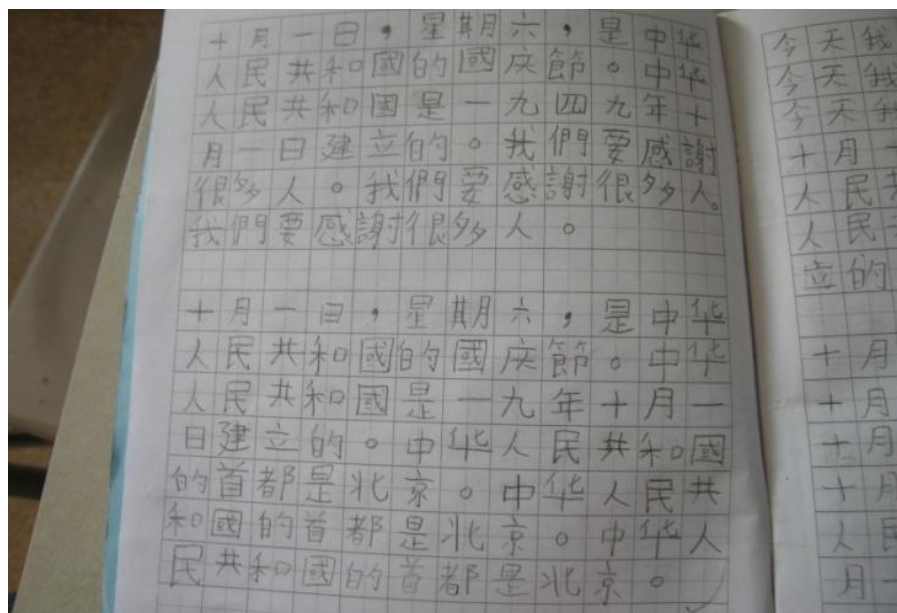 十月一日，星期六，是中华
人民共和國的國庆節。中华
人民共和國是一九四九年十
月一日建立的。我們要感謝
很多人。我們要感謝很多人。
我們要感謝很多人。
十月一日，星期六，是中华
人民共和國的國庆節。中华
人民共和國是一九年十月一
日建立的。中华人民共和國
的首都是北京。中华人民共
和國的首都是北京。中华人
民共和國的首都是北京。
今天我
今天我
今天我
十月一
人民共
人民共
立的
十月
十月
十月
十月
人民
月一